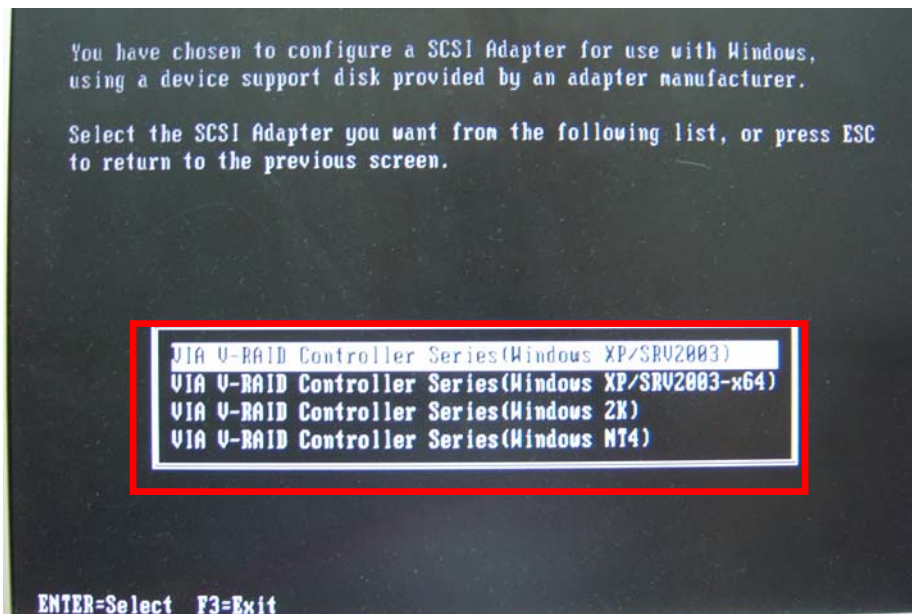 You have chosen to configure a SCSI Adapter for use with Windows,
using a device support disk provided by an adapter manufacturer.
Select the SCSI Adapter you want from the following list, or press ESC
to return to the previous screen.
VIA V-RAID Controller Series(Windows XP/SRV2003)
VIA V-RAID Controller Series(Windows XP/SRV2003-x64)
VIA V-RAID Controller Series(Windows 2K)
VIA V-RAID Controller Series(Windows NT4)
ENTER=Select F3=Exit